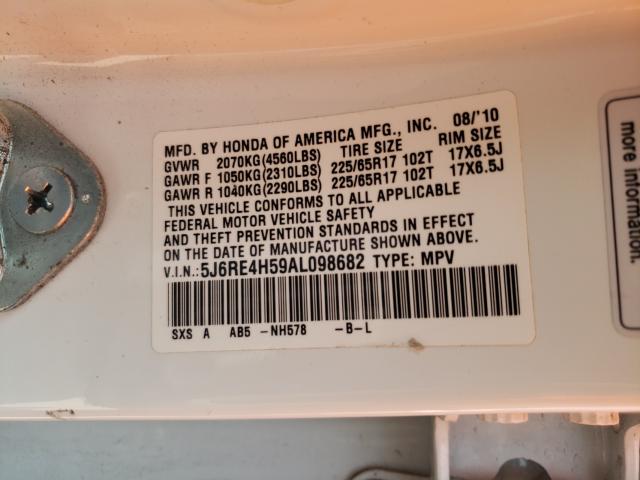 MFD. BY HONDA OF AMERICA MFG., INC. 08/'10
GVWR 2070KG(4560LBS) TIRE SIZE RIM SIZE
GAWR F 1050KG(2310LBS) 225/65R17 102T 17X6.5J
GAWR R 1040KG(2290LBS) 225/65R17 102T 17X6.5J
THIS VEHICLE CONFORMS TO ALL APPLICABLE
FEDERAL MOTOR VEHICLE SAFETY
AND THEFT PREVENTION STANDARDS IN EFFECT
ON THE DATE OF MANUFACTURE SHOWN ABOVE.
V.I.N.:5J6RE4H59AL098682 TYPE: MPV
SXS A AB5 -NH578 -B-L
more information.